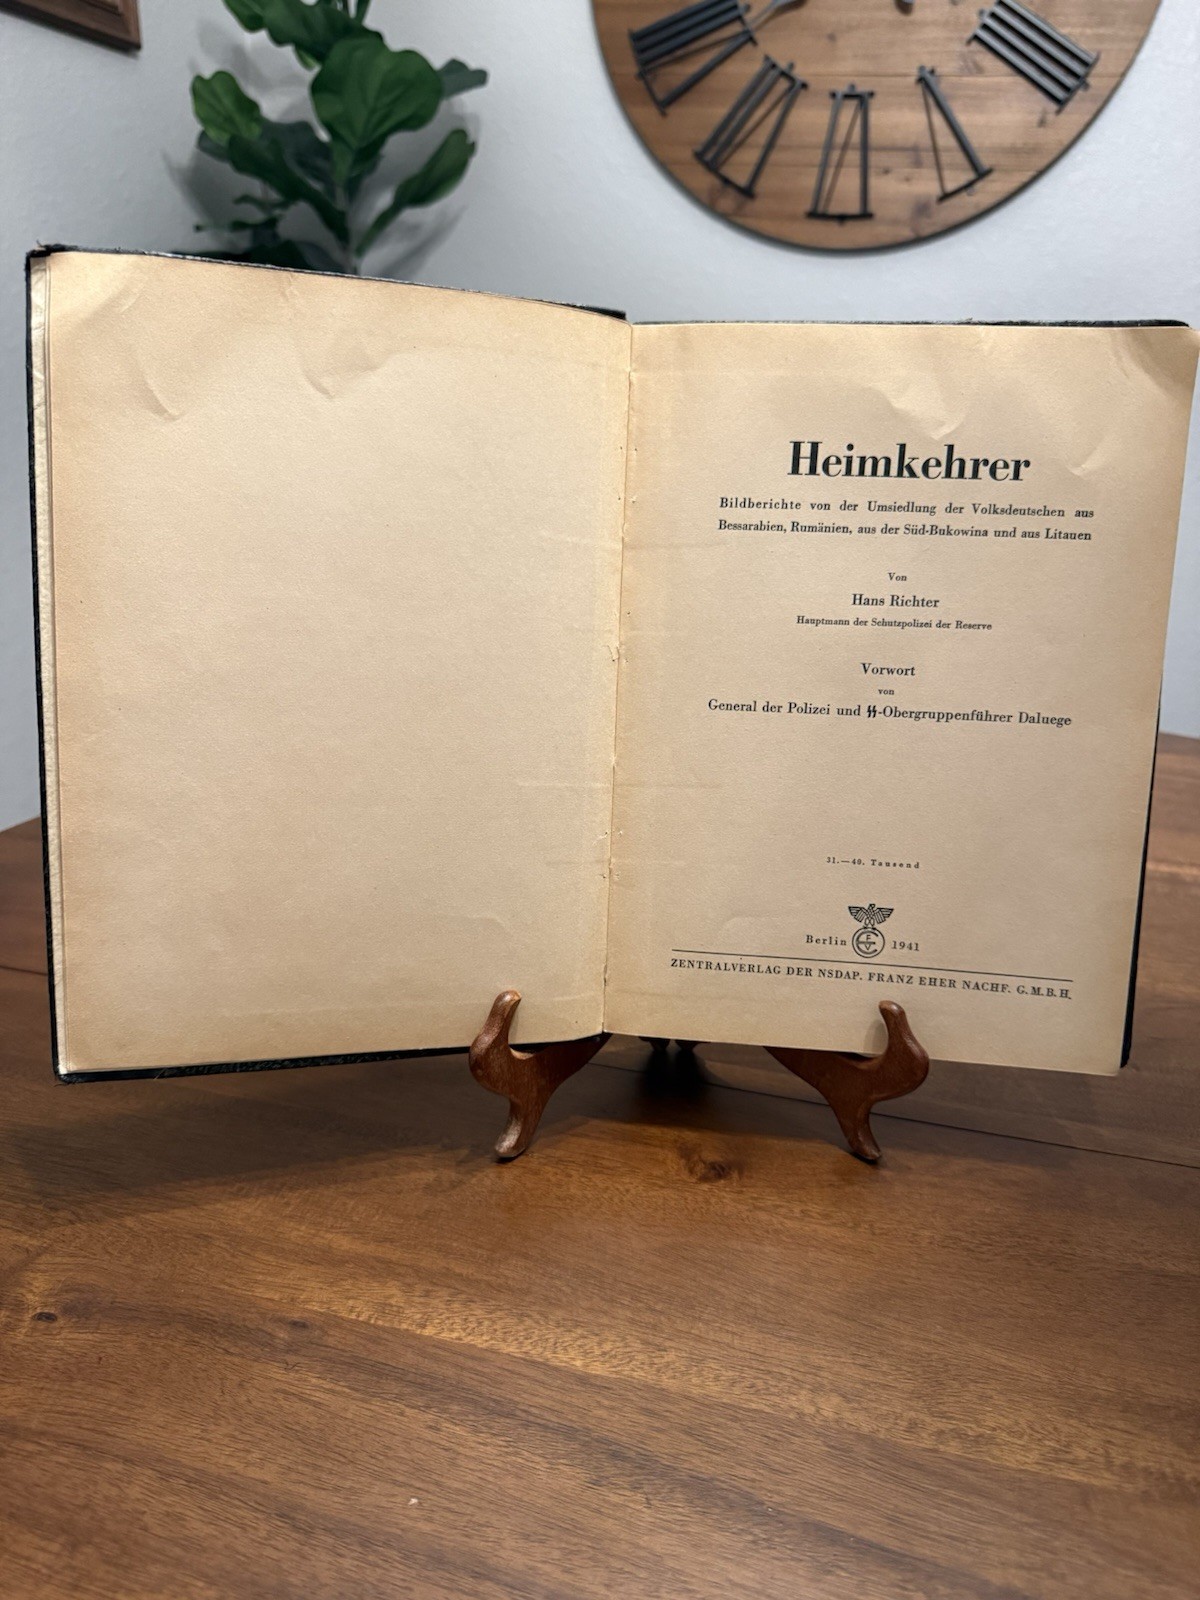 Heimkehrer
Bildberichte von der Umsiedlung der Volksdeutschen aus
Bessarabien, Rumänien, aus der Süd-Bukowina und aus Litauen
Von
Hans Richter
Hauptmann der Schutzpolizei der Reserve
Vorwort
von
General der Polizei und ᛋᛋ-Obergruppenführer Daluege
31.—40. Tausend
Berlin FEV 1941
ZENTRALVERLAG DER NSDAP. FRANZ EHER NACHF. G.M.B.H.